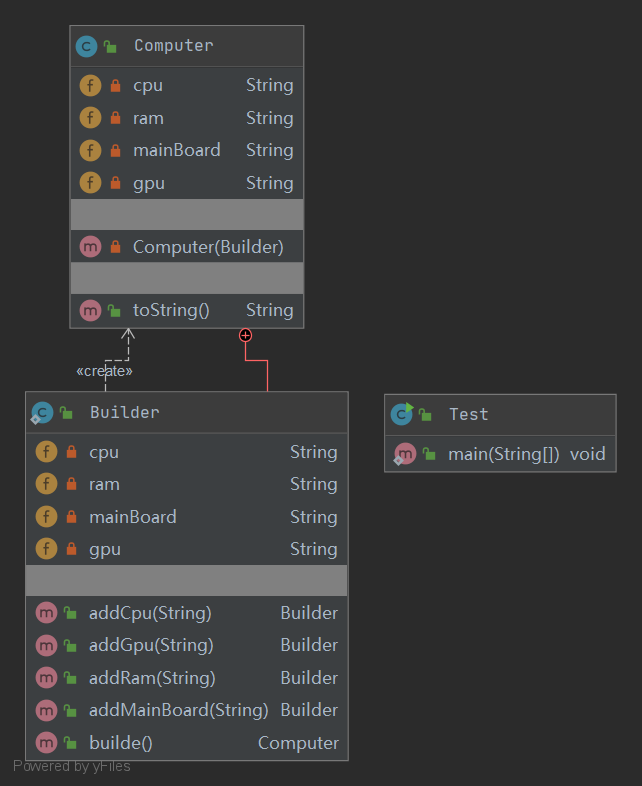 Computer
cpu String
ram String
mainBoard String
gpu String
Computer(Builder)
toString() String
«create»
Builder
cpu String
ram String
mainBoard String
gpu String
addCpu(String) Builder
addGpu(String) Builder
addRam(String) Builder
addMainBoard(String) Builder
builde() Computer
Test
main(String[]) void
Powered by yFiles